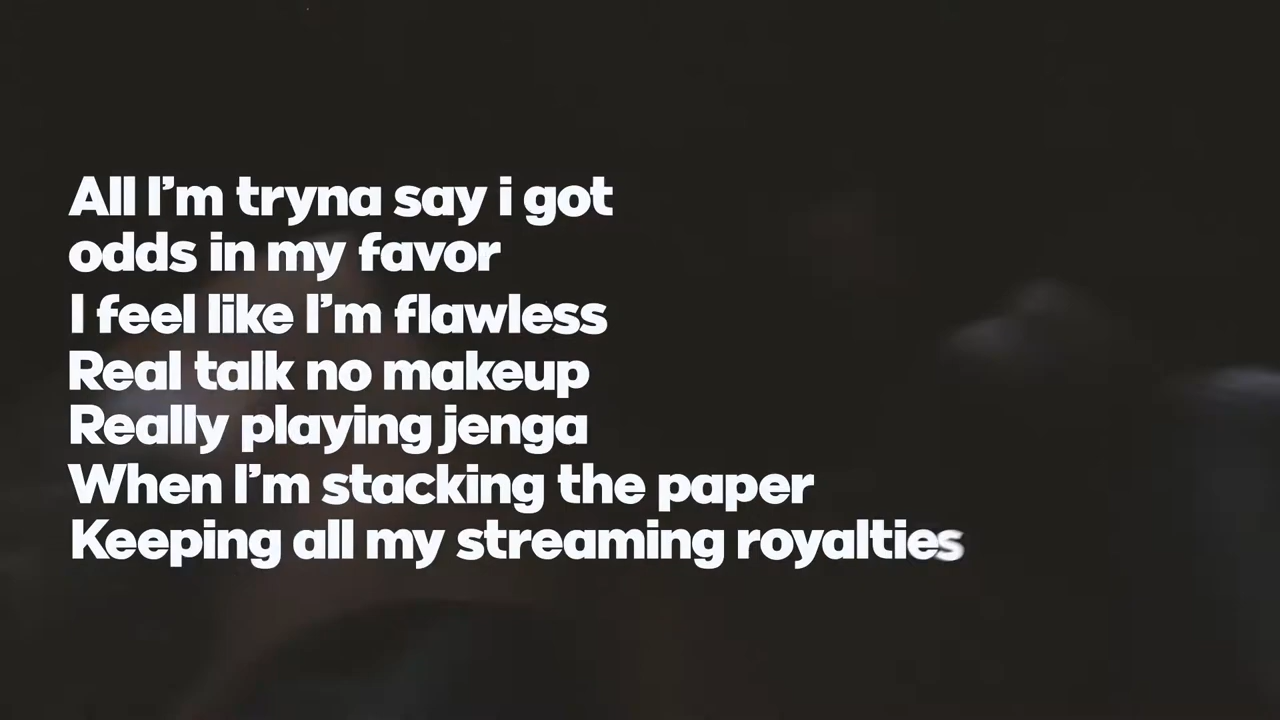 All I'm tryna say i got
odds in my favor
I feel like I'm flawless
Real talk no makeup
Really playing jenga
When I'm stacking the paper
Keeping all my streaming royalties